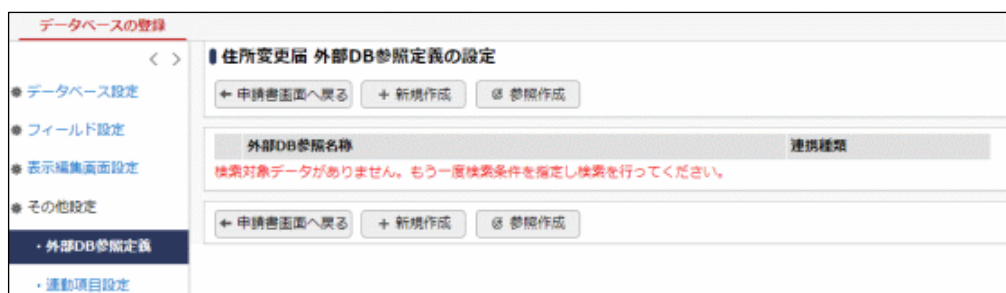 データベースの登録
< >
データベース設定
フィールド設定
表示編集画面設定
その他設定
・外部DB参照定義
・連動項目設定
住所変更届 外部DB参照定義の設定
← 申請書画面へ戻る + 新規作成 参照作成
外部DB参照名称 連携種類
検索対象データがありません。もう一度検索条件を指定し検索を行ってください。
← 申請書画面へ戻る + 新規作成 参照作成